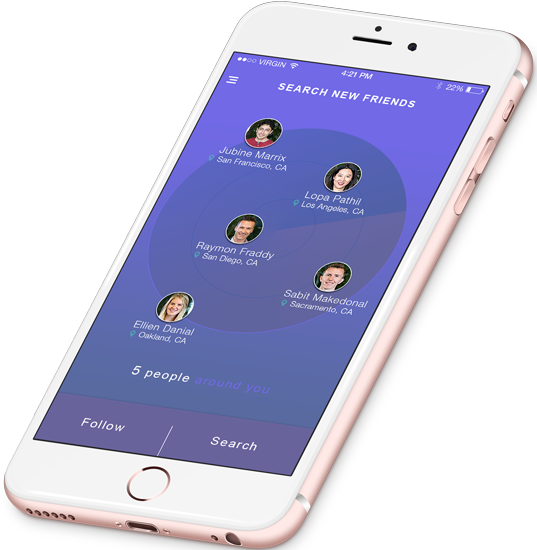 VIRGIN 4:21 PM 22%
SEARCH NEW FRIENDS
Jubine Marrix
San Francisco, CA
Lopa Pathil
Los Angeles, CA
Raymon Fraddy
San Diego, CA
Sabit Makedonal
Sacramento, CA
Ellien Danial
Oakland, CA
5 people around you
Follow
Search